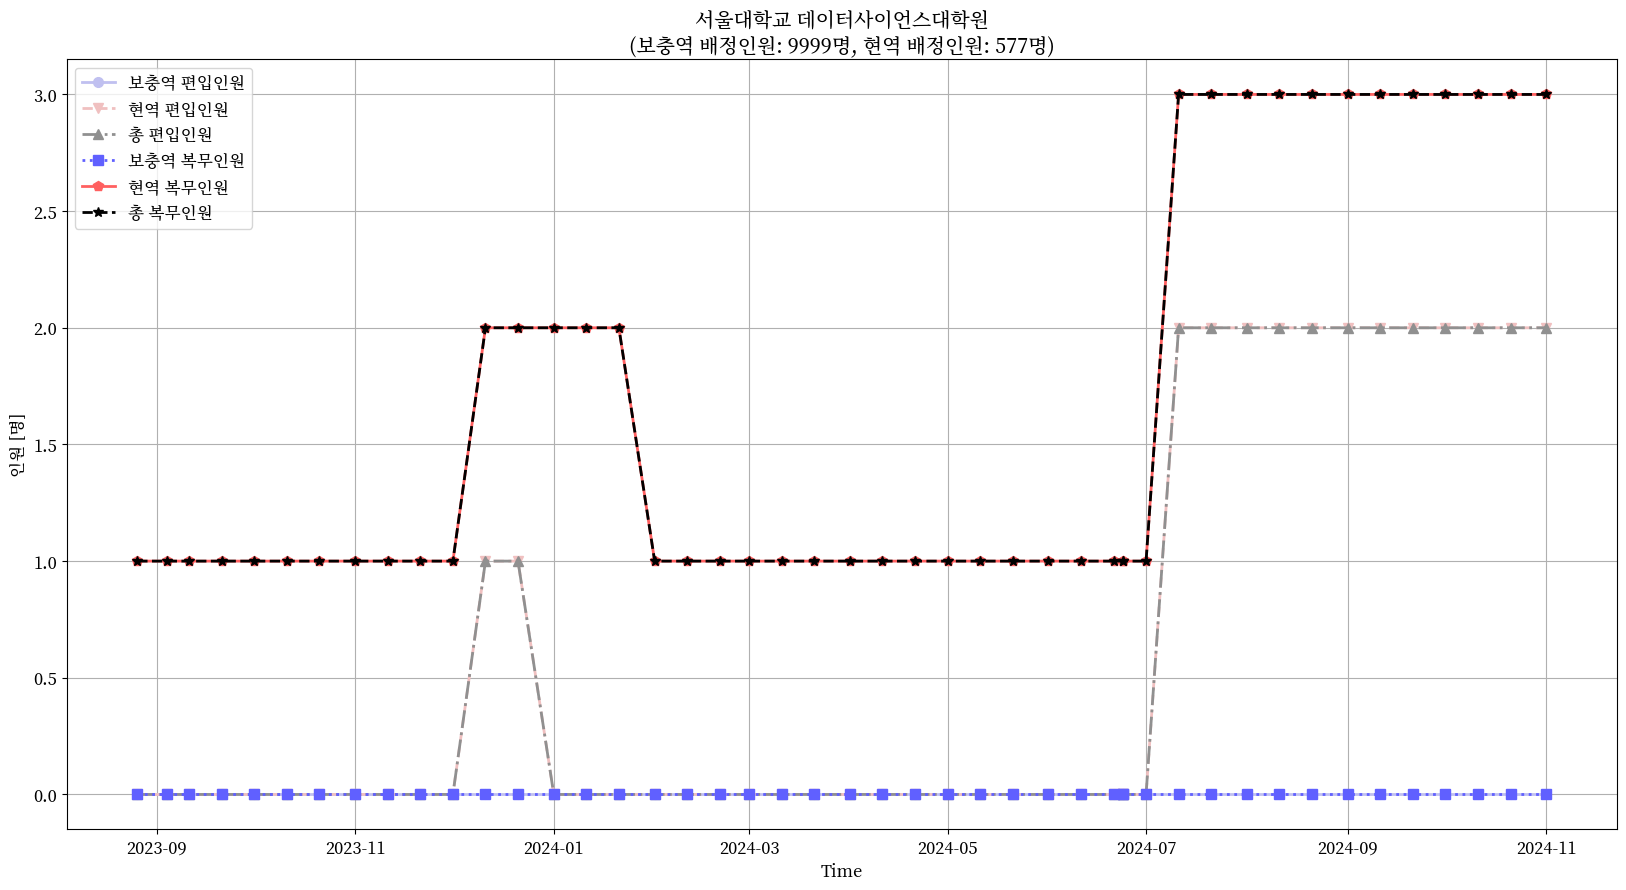 서울대학교 데이터사이언스대학원
(보충역 배정인원: 9999명, 현역 배정인원: 577명)
보충역 편입인원
현역 편입인원
총 편입인원
보충역 복무인원
현역 복무인원
총 복무인원
3.0
2.5
2.0
1.5
1.0
0.5
0.0
인원 [명]
2023-09 2023-11 2024-01 2024-03 2024-05 2024-07 2024-09 2024-11
Time